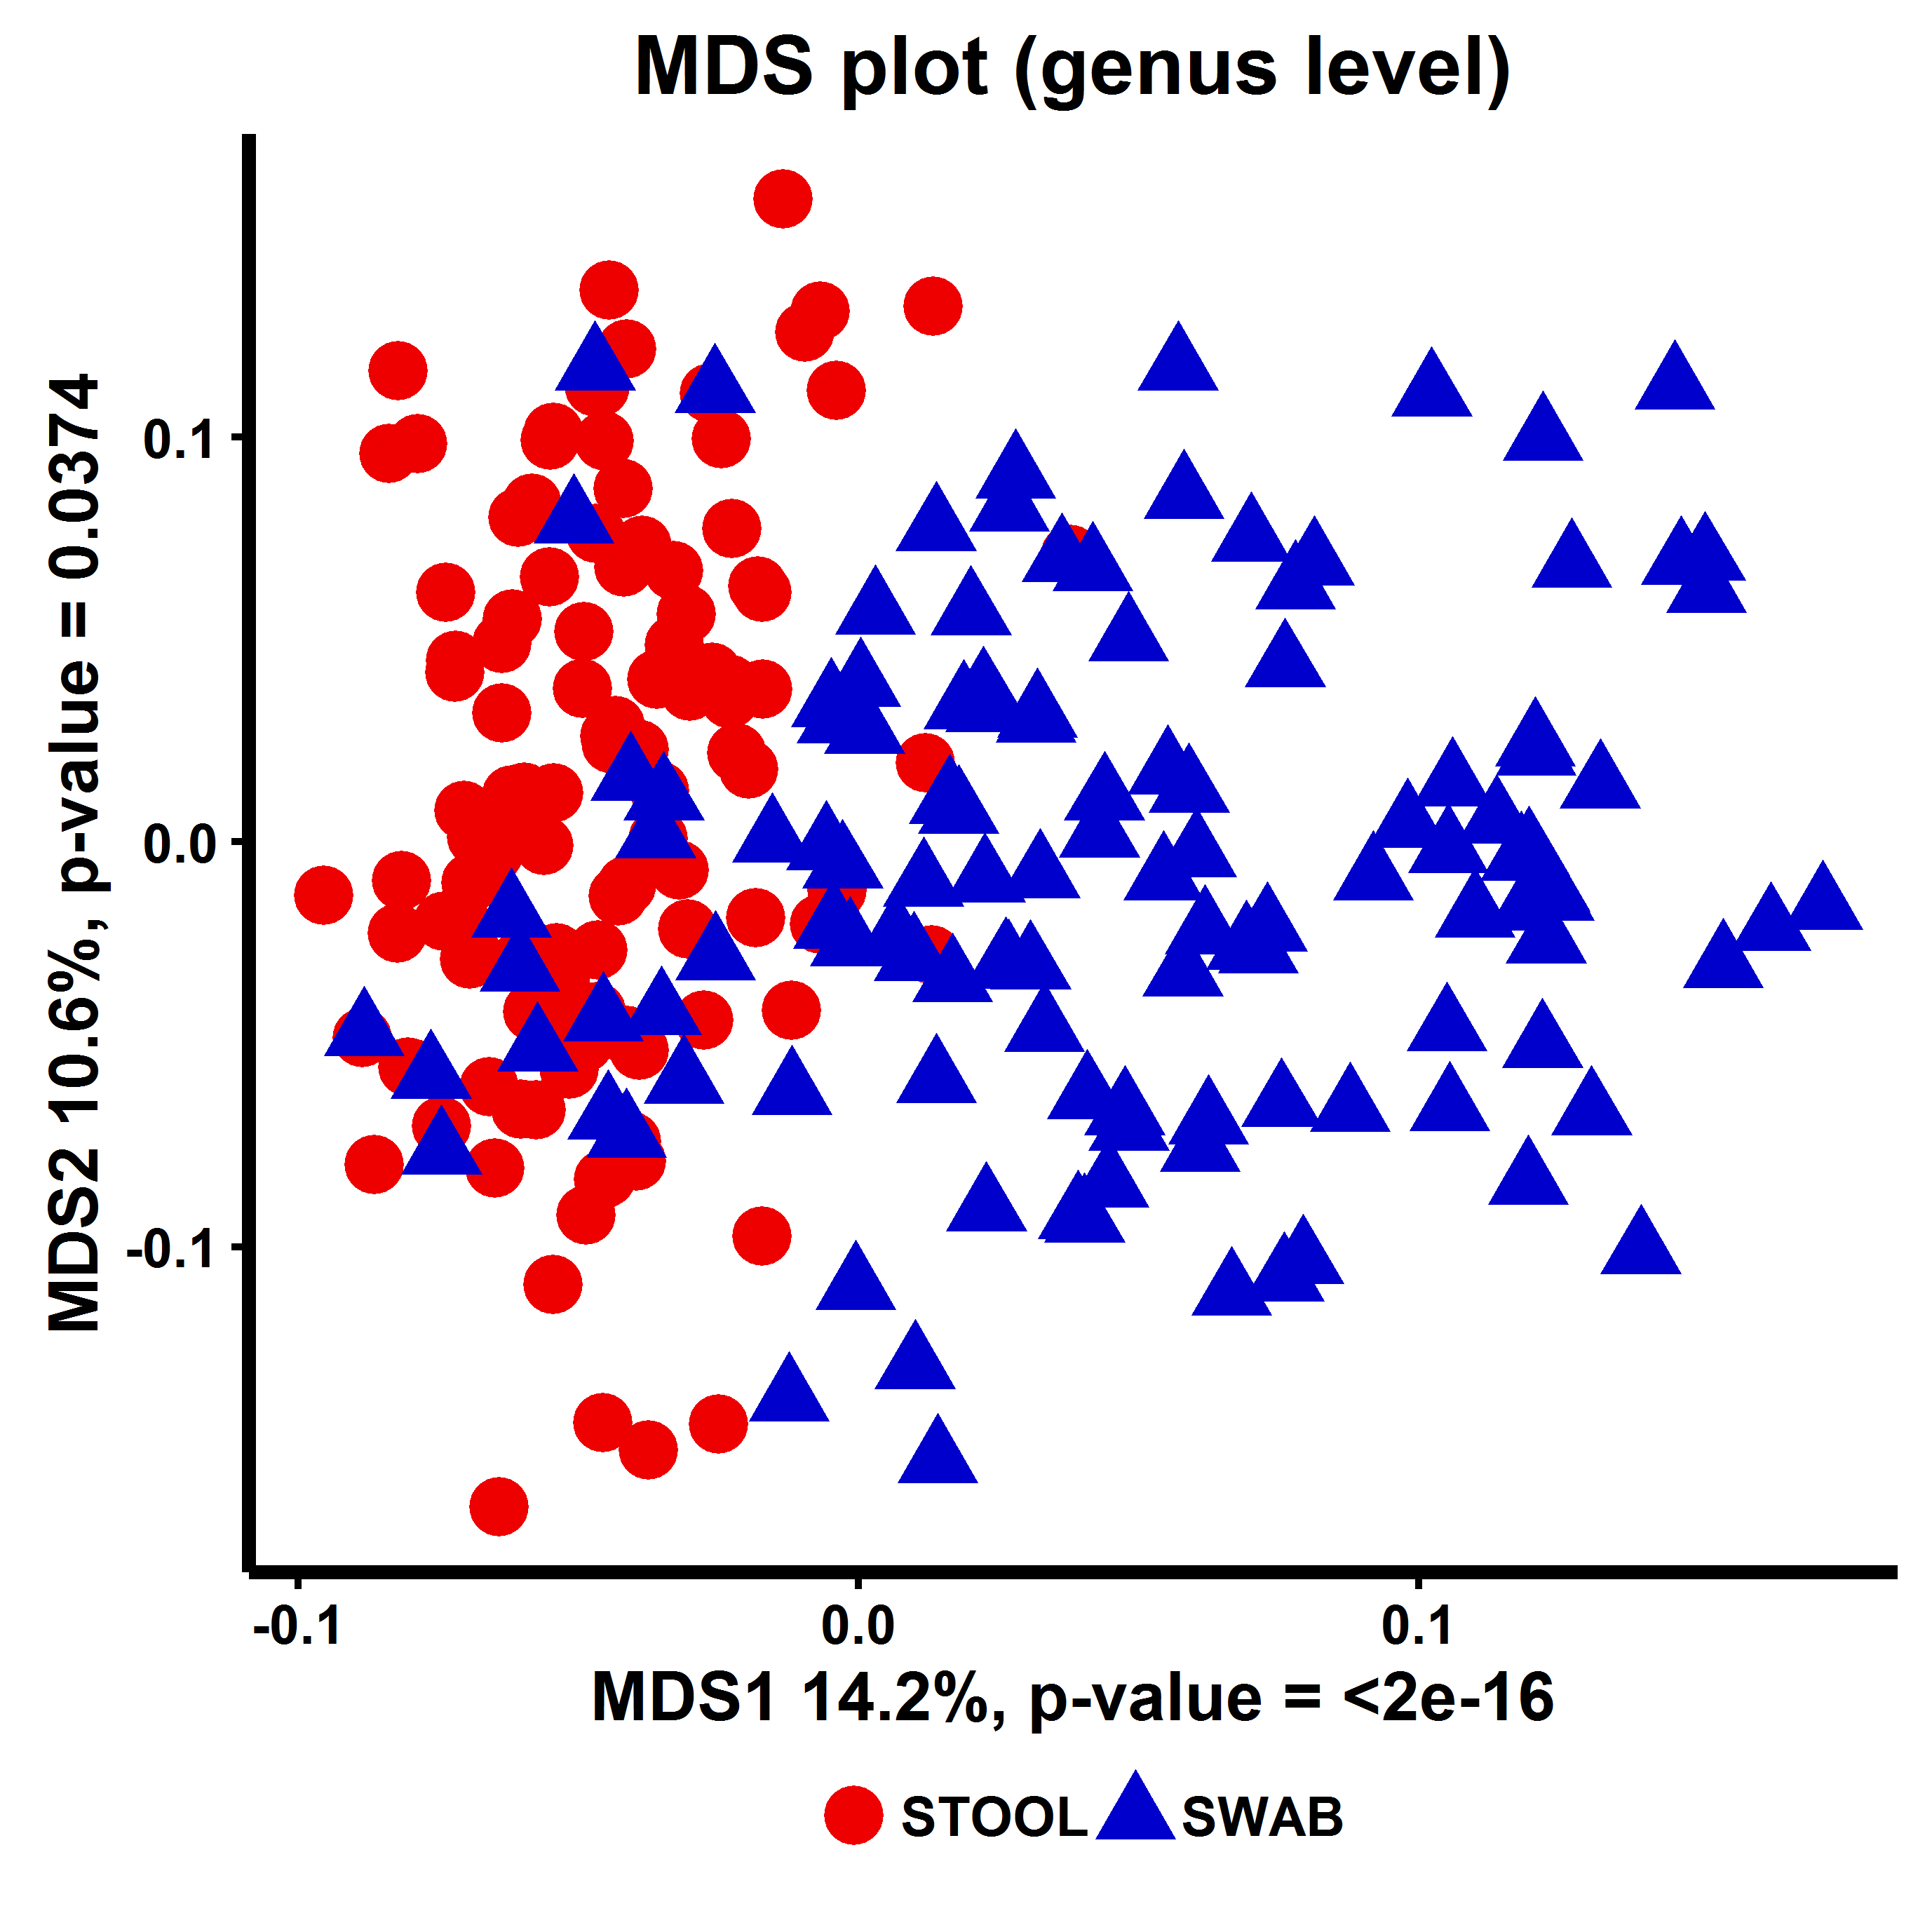 MDS plot (genus level)
MDS2 10.6%, p-value = 0.0374
0.1
0.0
-0.1
-0.1
0.0
0.1
MDS1 14.2%, p-value = <2e-16
STOOL
SWAB